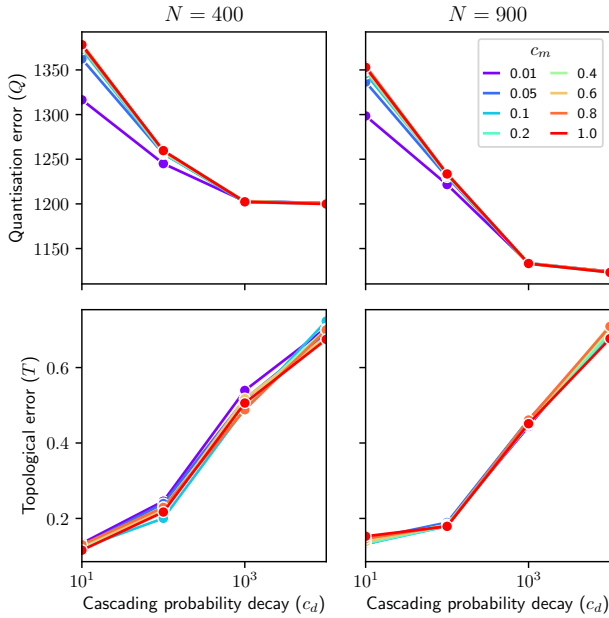 N = 400
N = 900
Quantisation error (Q)
1350
1300
1250
1200
1150
c_m
0.01
0.05
0.1
0.2
0.4
0.6
0.8
1.0
Topological error (T)
0.6
0.4
0.2
10^1
10^3
10^1
10^3
Cascading probability decay (c_d)
Cascading probability decay (c_d)